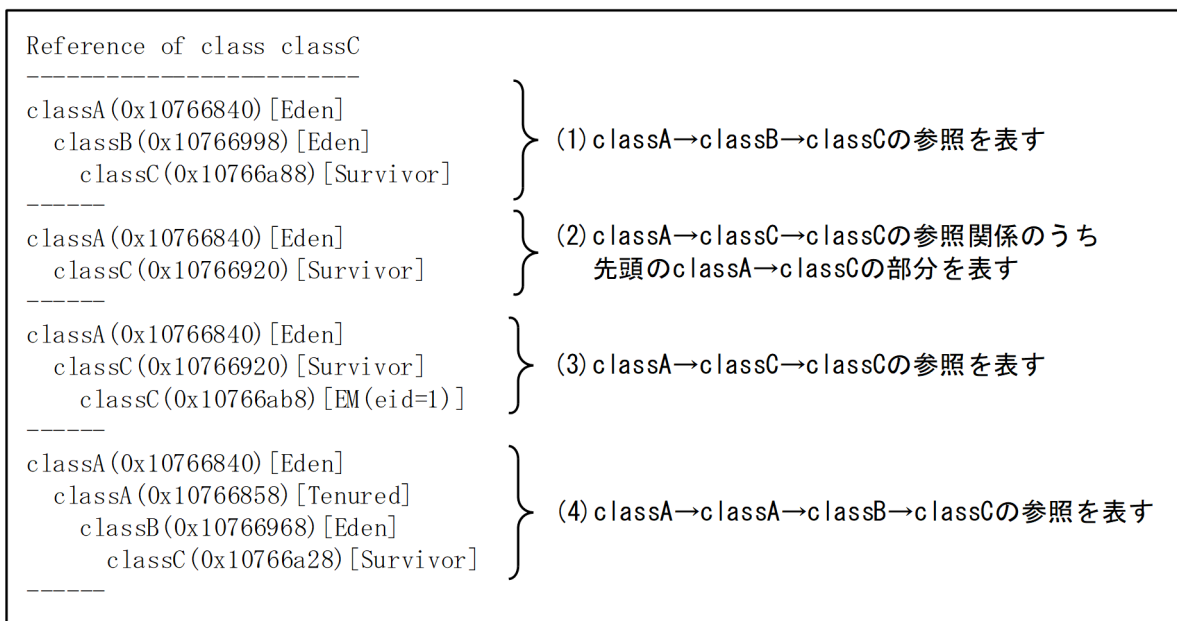 Reference of class classC
-------------------------
classA(0x10766840)[Eden]
classB(0x10766998)[Eden]
classC(0x10766a88)[Survivor]
(1)classA→classB→classCの参照を表す
------
classA(0x10766840)[Eden]
classC(0x10766920)[Survivor]
(2)classA→classC→classCの参照関係のうち
先頭のclassA→classCの部分を表す
------
classA(0x10766840)[Eden]
classC(0x10766920)[Survivor]
classC(0x10766ab8)[EM(eid=1)]
(3)classA→classC→classCの参照を表す
------
classA(0x10766840)[Eden]
classA(0x10766858)[Tenured]
classB(0x10766968)[Eden]
classC(0x10766a28)[Survivor]
(4)classA→classA→classB→classCの参照を表す
------